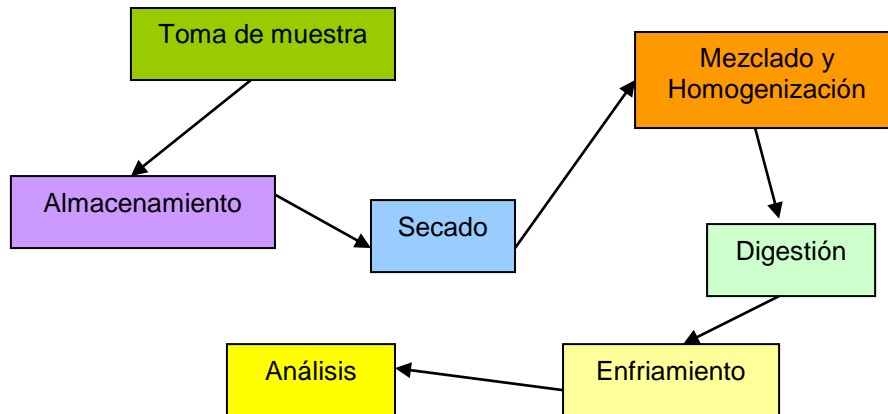 Toma de muestra
Almacenamiento
Secado
Mezclado y
Homogenización
Digestión
Enfriamiento
Análisis